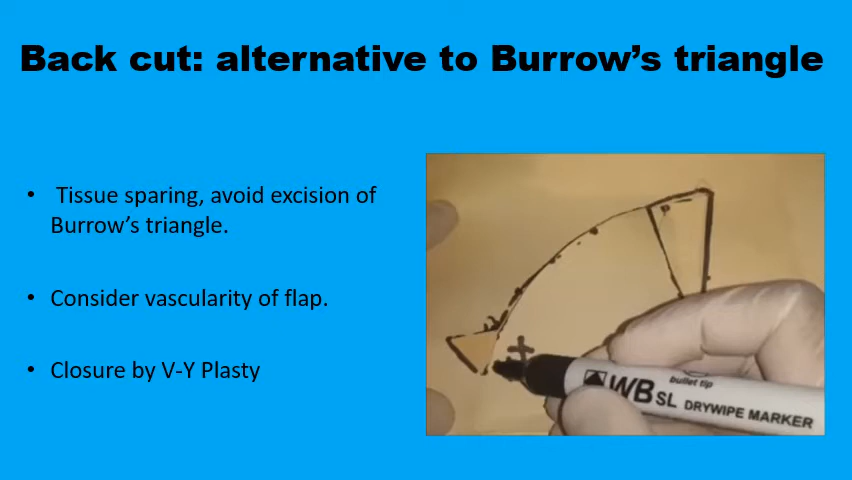 Back cut: alternative to Burrow’s triangle
• Tissue sparing, avoid excision of
Burrow’s triangle.
• Consider vascularity of flap.
• Closure by V-Y Plasty
bullet tip
WB SL DRYWIPE MARKER